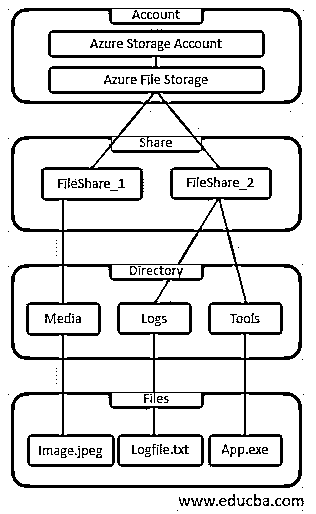 Account
Azure Storage Account
Azure File Storage
Share
FileShare_1
FileShare_2
Directory
Media
Logs
Tools
Files
Image.jpeg
Logfile.txt
App.exe
www.educba.com